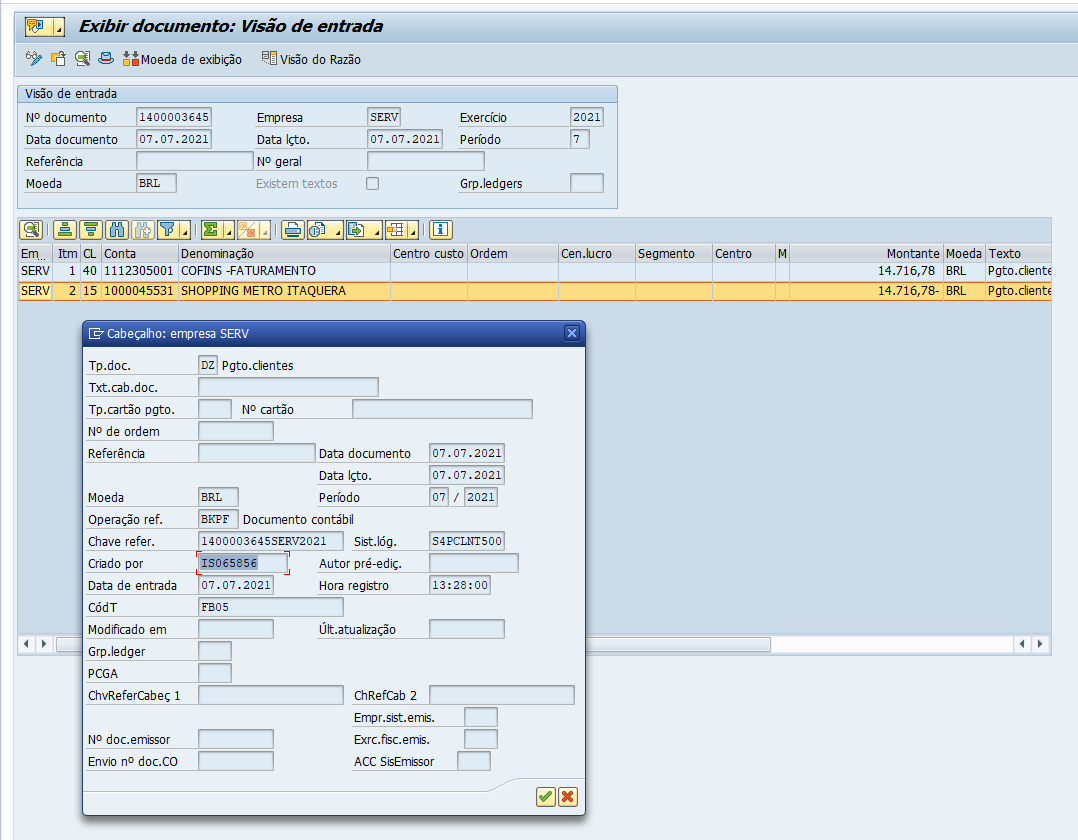 Exibir documento: Visão de entrada
Moeda de exibição Visão do Razão
Visão de entrada
Nº documento 1400003645 Empresa SERV Exercício 2021
Data documento 07.07.2021 Data lçto. 07.07.2021 Período 7
Referência Nº geral
Moeda BRL Existem textos Grp.ledgers
Em.. Itm CL Conta Denominação Centro custo Ordem Cen.lucro Segmento Centro M Montante Moeda Texto
SERV 1 40 1112305001 COFINS -FATURAMENTO 14.716,78 BRL Pgto.cliente
SERV 2 15 1000045531 SHOPPING METRO ITAQUERA 14.716,78- BRL Pgto.cliente
Cabeçalho: empresa SERV
Tp.doc. DZ Pgto.clientes
Txt.cab.doc.
Tp.cartão pgto. Nº cartão
Nº de ordem
Referência Data documento 07.07.2021
Data lçto. 07.07.2021
Moeda BRL Período 07 / 2021
Operação ref. BKPF Documento contábil
Chave refer. 1400003645SERV2021 Sist.lóg. S4PCLNT500
Criado por IS065856 Autor pré-ediç.
Data de entrada 07.07.2021 Hora registro 13:28:00
CódT FB05
Modificado em Últ.atualização
Grp.ledger
PCGA
ChvReferCabeç 1 ChRefCab 2
Empr.sist.emis.
Nº doc.emissor Exrc.fisc.emis.
Envio nº doc.CO ACC SisEmissor